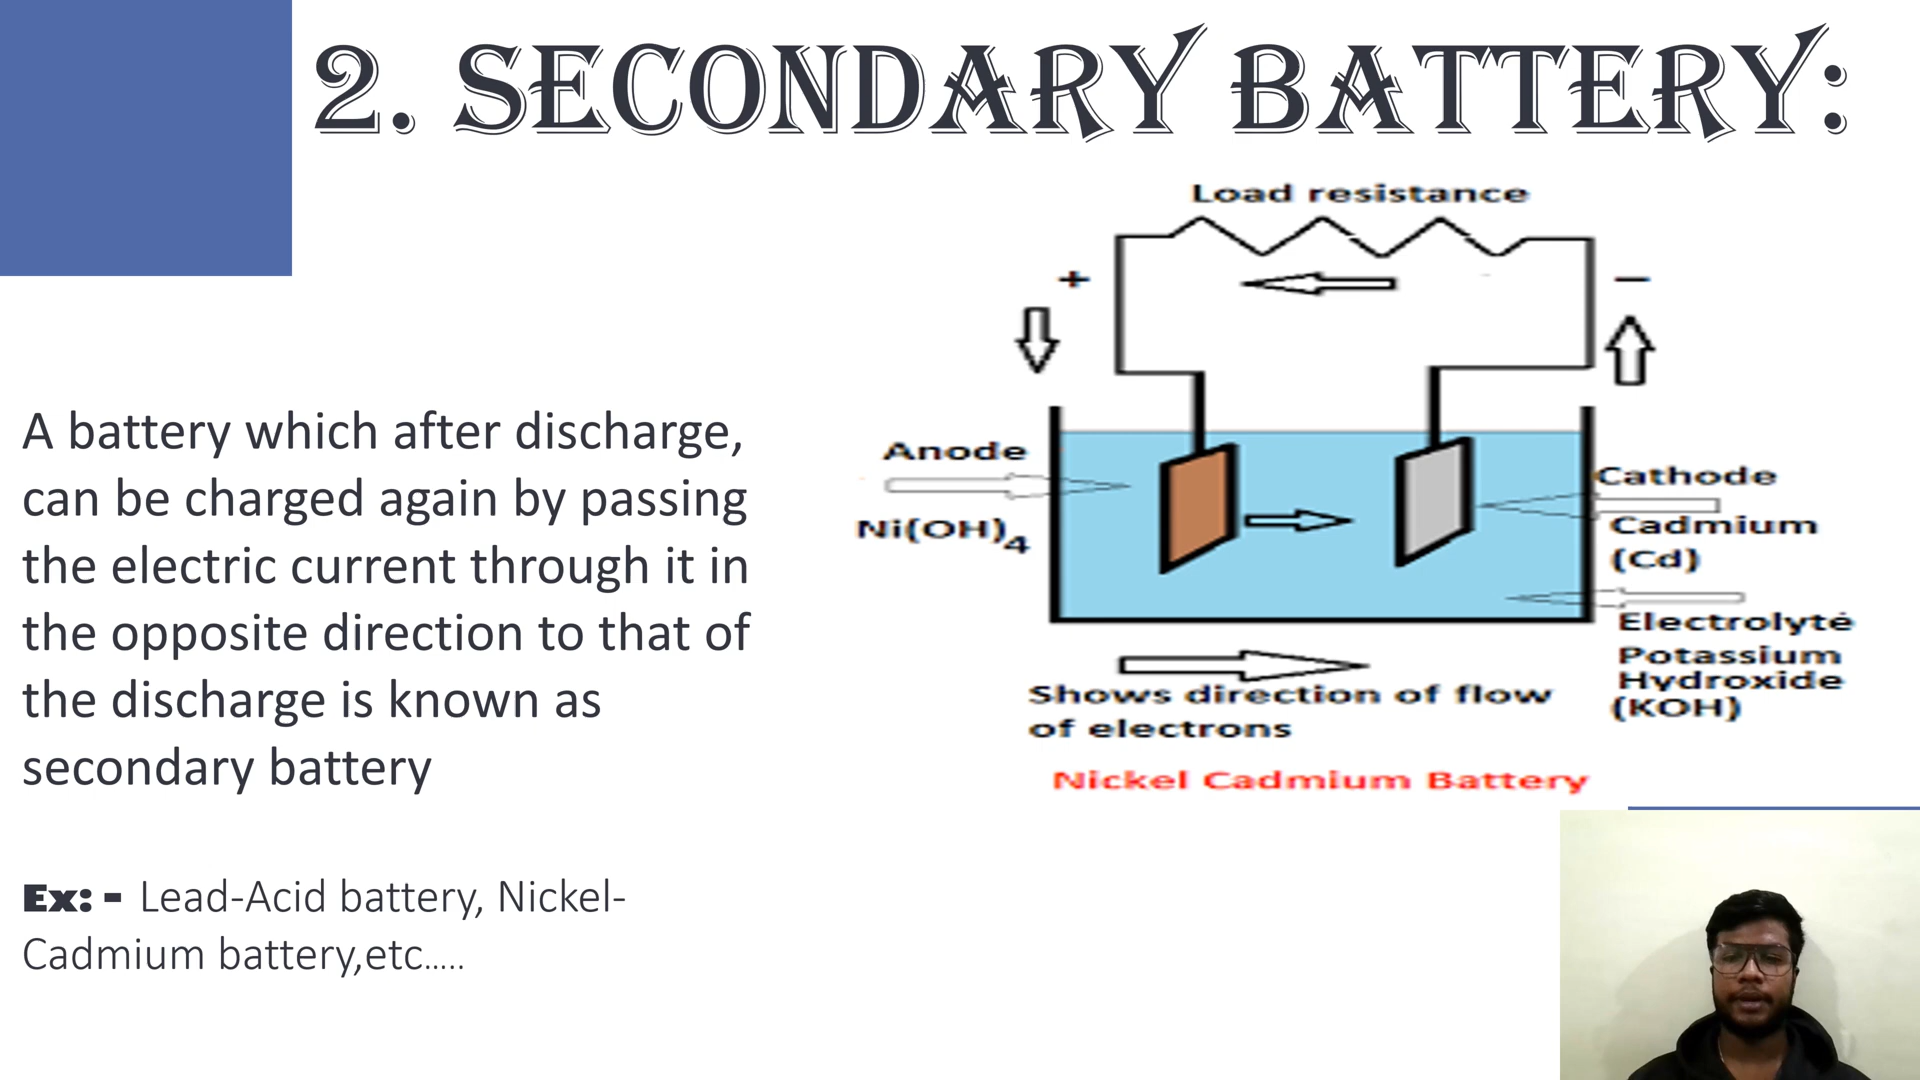 2. SECONDARY BATTERY:
A battery which after discharge,
can be charged again by passing
the electric current through it in
the opposite direction to that of
the discharge is known as
secondary battery
Ex: - Lead-Acid battery, Nickel-
Cadmium battery,etc.....
Load resistance
+
−
Anode
Ni(OH)₄
Cathode
Cadmium
(Cd)
Electrolyte
Potassium
Hydroxide
(KOH)
Shows direction of flow
of electrons
Nickel Cadmium Battery